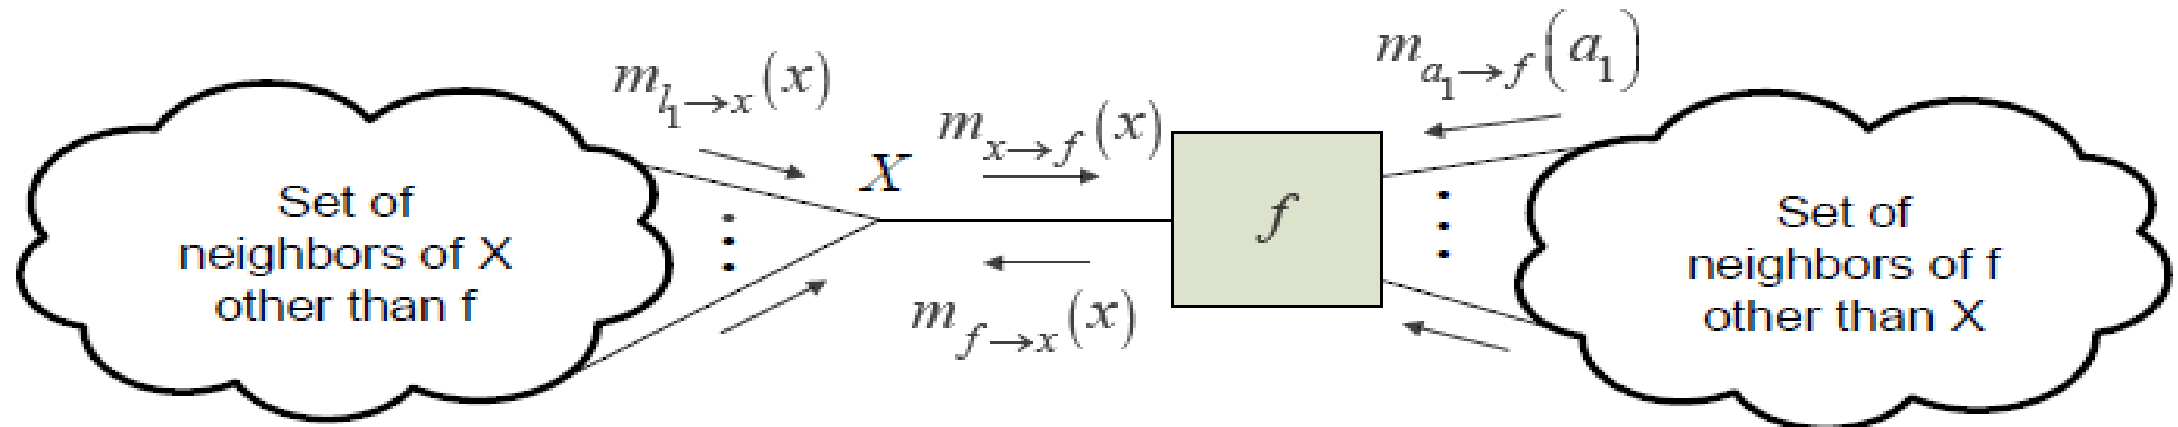 m_{l_1→x}(x)
m_{x→f}(x)
m_{a_1→f}(a_1)
X
f
Set of
neighbors of X
other than f
m_{f→x}(x)
Set of
neighbors of f
other than X